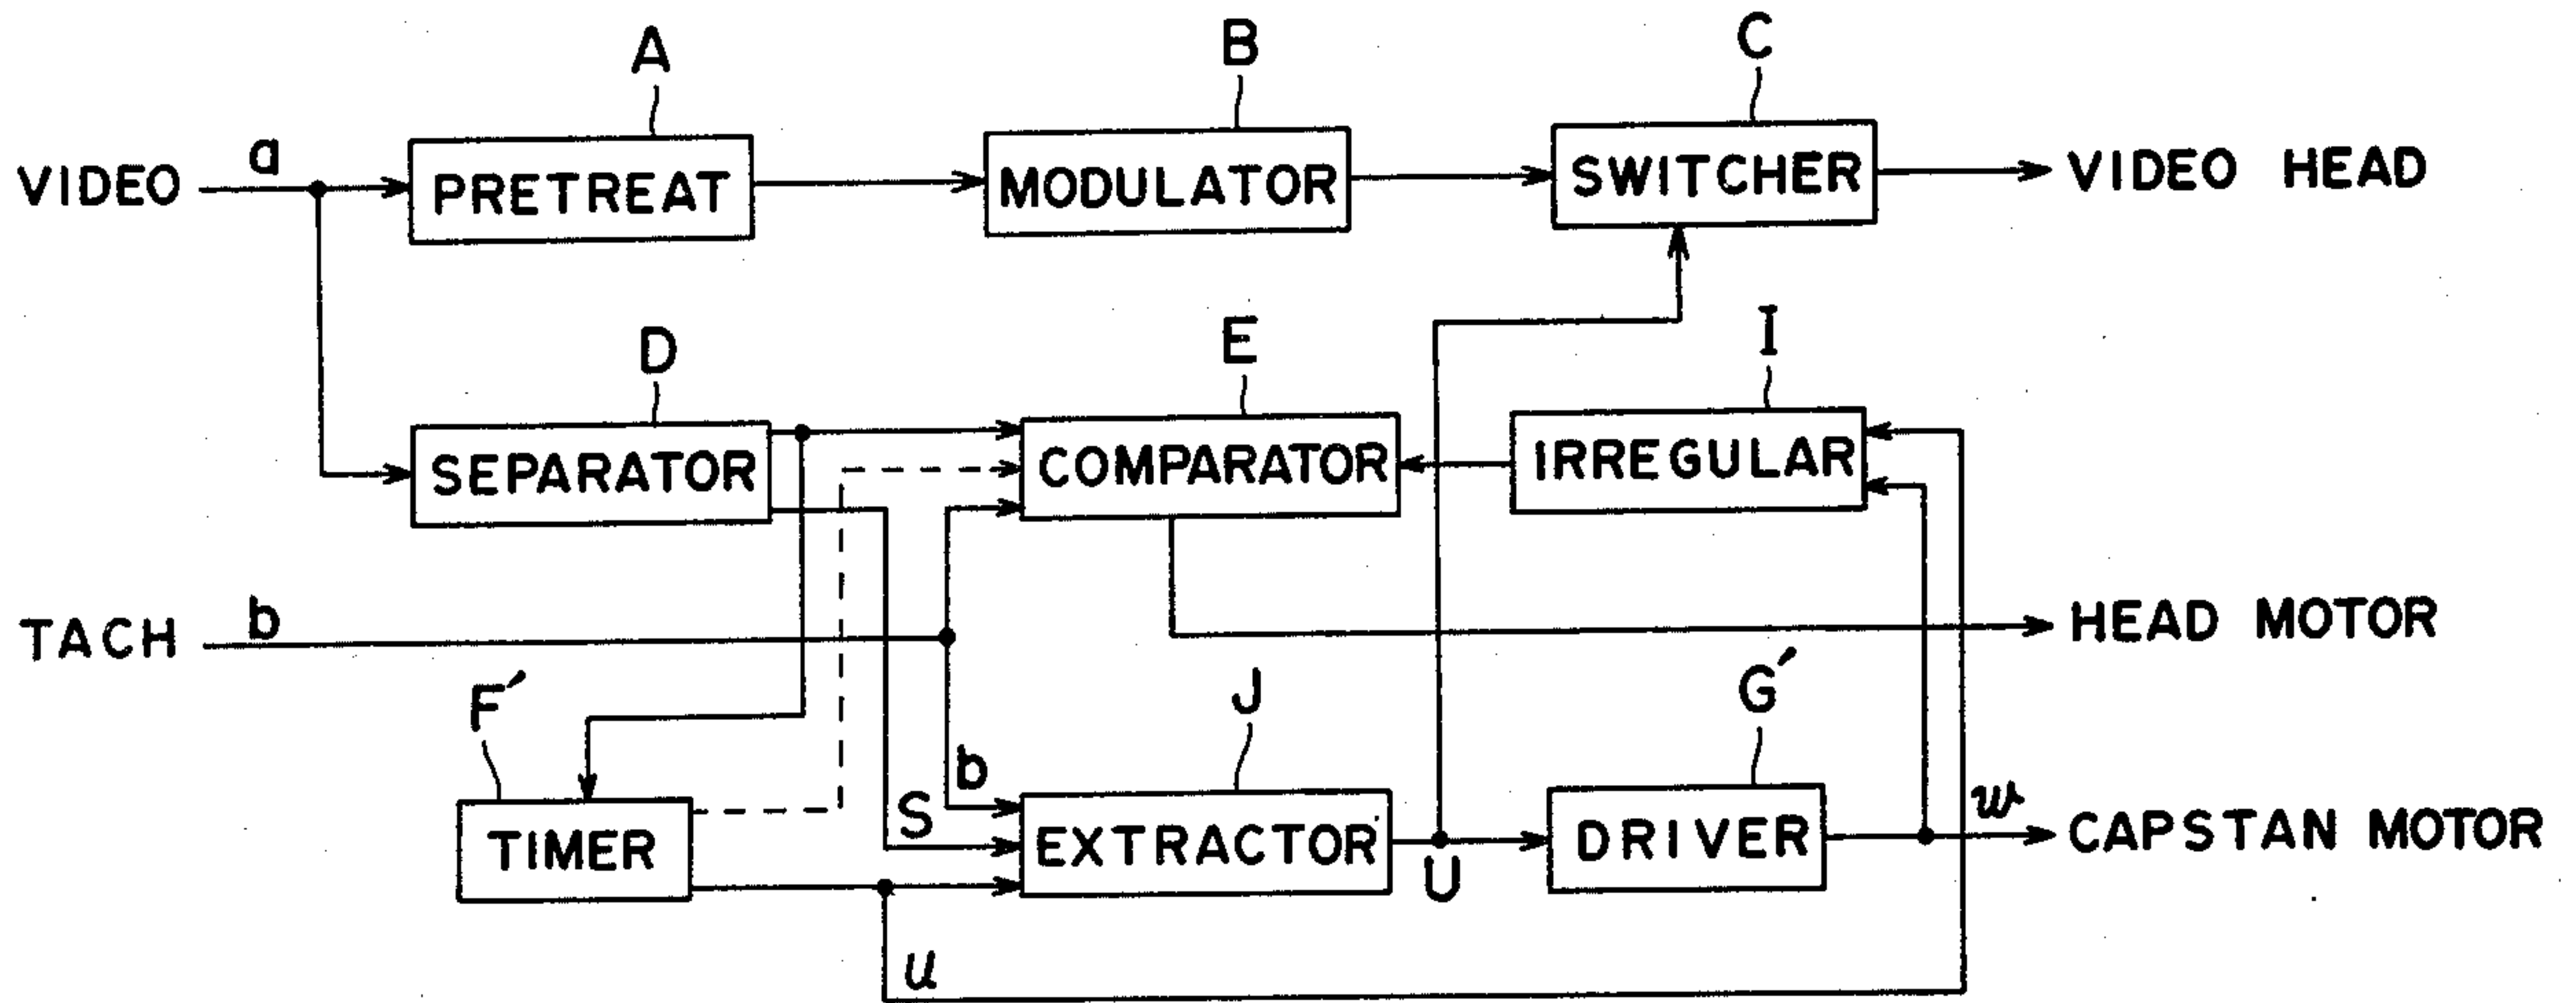 A B C
VIDEO a PRETREAT MODULATOR SWITCHER VIDEO HEAD
D E I
SEPARATOR COMPARATOR IRREGULAR
TACH b HEAD MOTOR
F' J G'
b
S
TIMER EXTRACTOR U DRIVER w CAPSTAN MOTOR
u